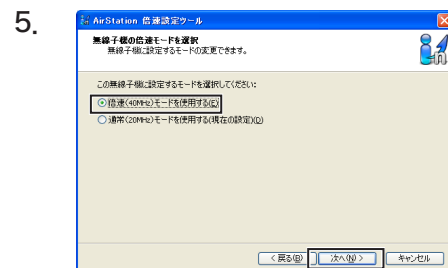 5.
AirStation 倍速設定ツール
無線子機の倍速モードを選択
無線子機に設定するモードの変更できます。
この無線子機に設定するモードを選択してください:
倍速(40MHz)モードを使用する(E)
通常(20MHz)モードを使用する(現在の設定)(D)
< 戻る(B) 次へ(N) > キャンセル